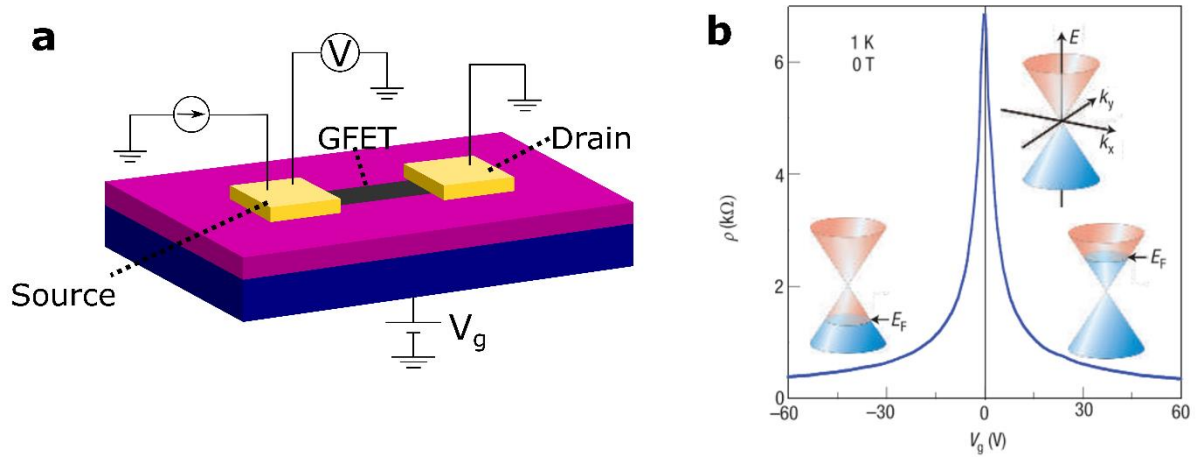 a
V
GFET
Drain
Source
V_g
b
1 K
0 T
E
k_y
k_x
E_F
E_F
ρ (kΩ)
6
4
2
0
−60
−30
0
30
60
V_g (V)